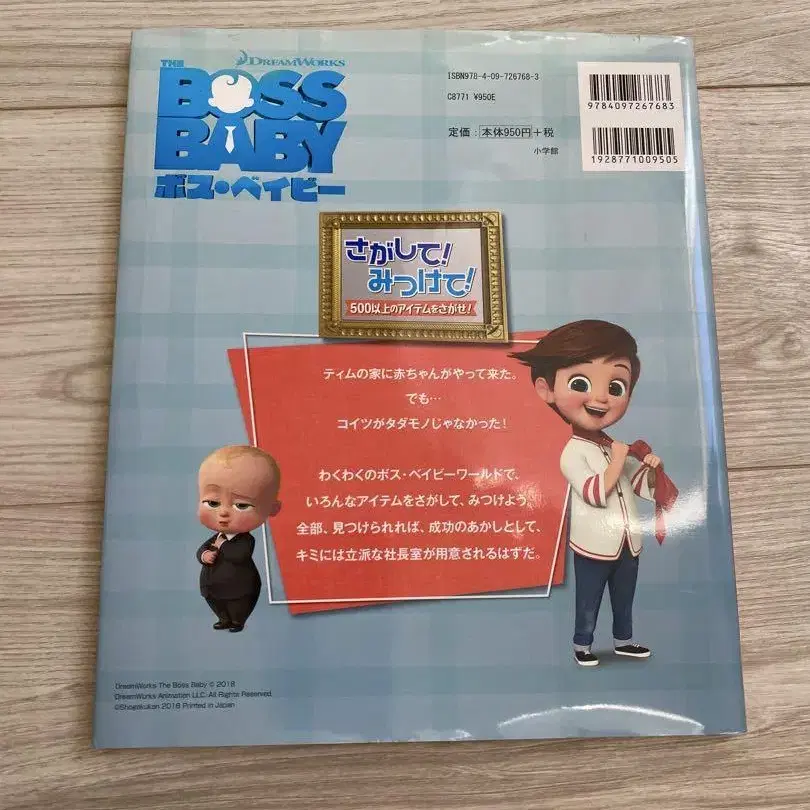 DREAMWORKS
THE
BOSS
BABY
ボス・ベイビー
ISBN978-4-09-726768-3
C8771 ¥950E
定価：本体950円＋税
小学館
9784097267683
1928771009505
さがして!
みつけて!
500以上のアイテムをさがせ!
ティムの家に赤ちゃんがやって来た。
でも…
コイツがタダモノじゃなかった!
わくわくのボス・ベイビーワールドで、
いろんなアイテムをさがして、みつけよう。
全部、見つけられれば、成功のあかしとして、
キミには立派な社長室が用意されるはずだ。
DreamWorks The Boss Baby © 2018
DreamWorks Animation LLC. All Rights Reserved.
©Shogakukan 2018 Printed in Japan